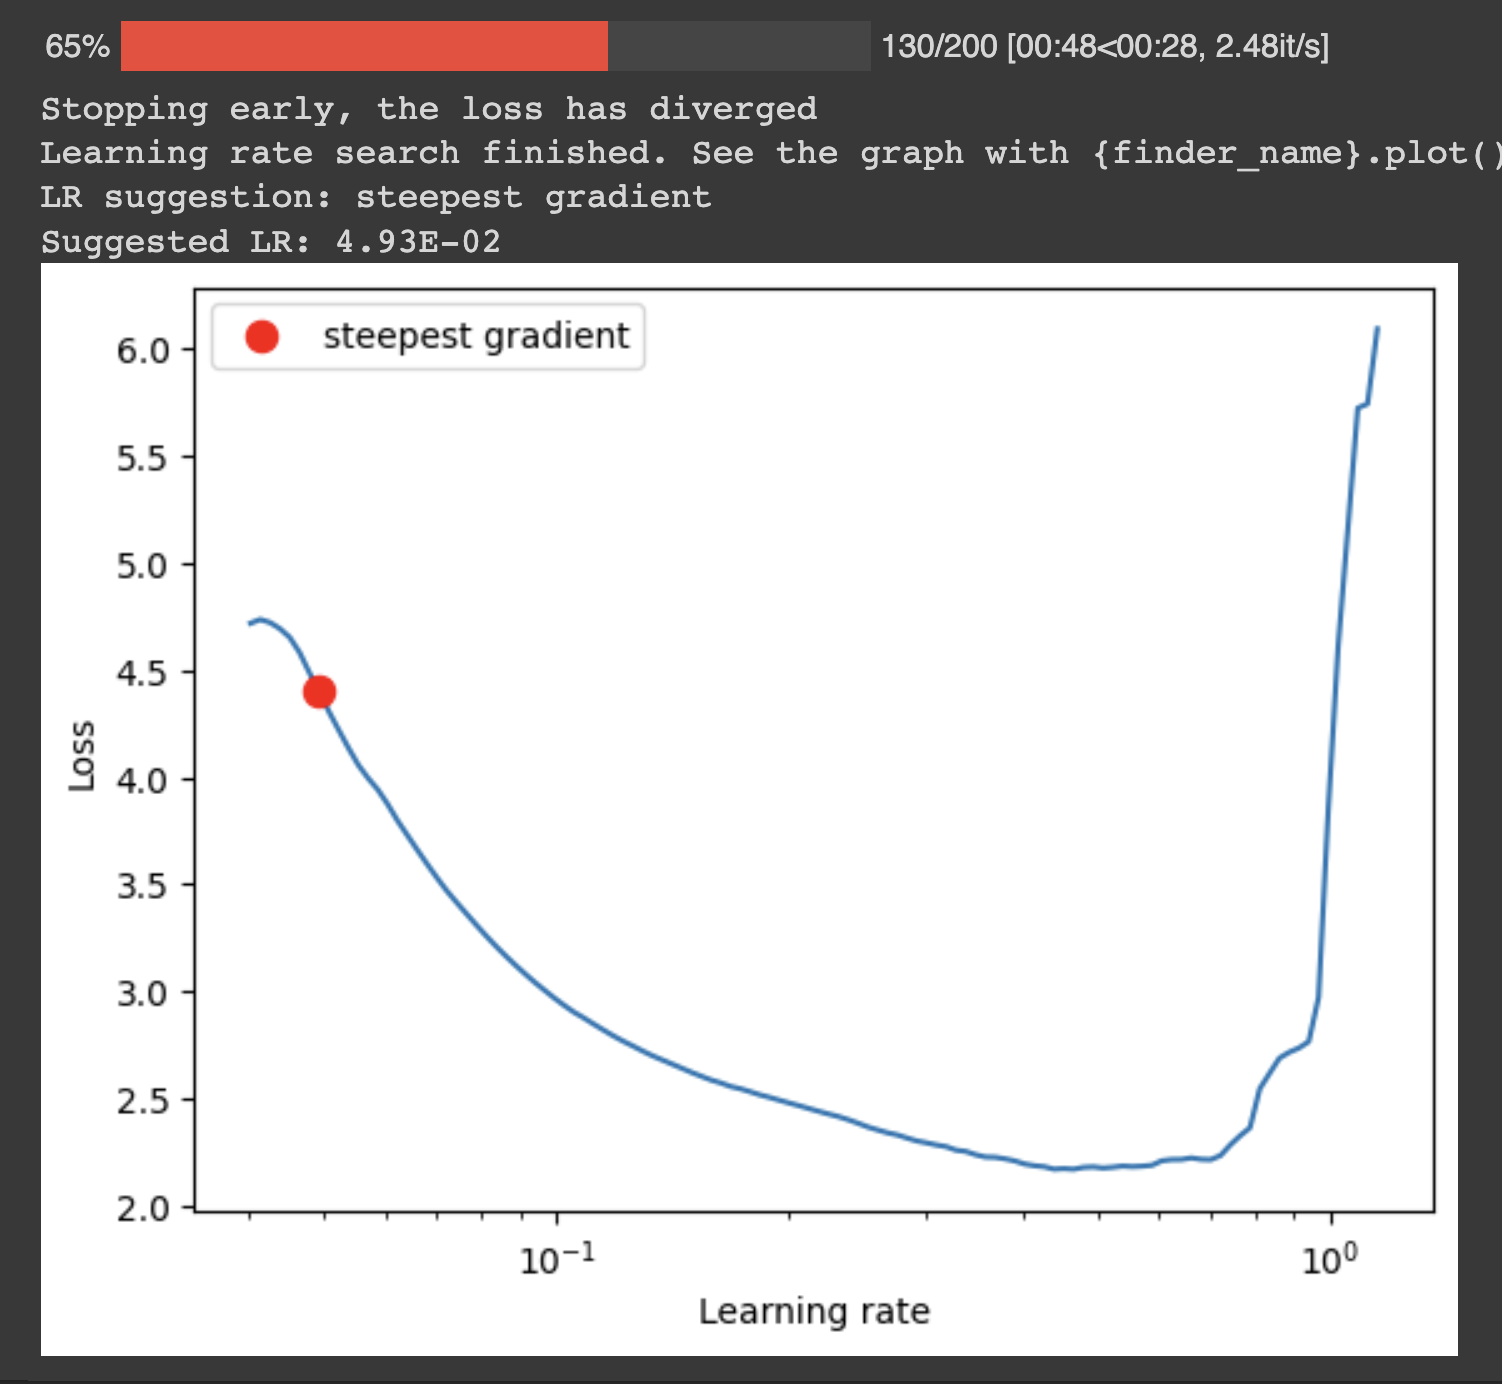 65% 130/200 [00:48<00:28, 2.48it/s]
Stopping early, the loss has diverged
Learning rate search finished. See the graph with {finder_name}.plot()
LR suggestion: steepest gradient
Suggested LR: 4.93E-02
steepest gradient
6.0
5.5
5.0
4.5
4.0
3.5
3.0
2.5
2.0
Loss
10⁻¹ 10⁰
Learning rate